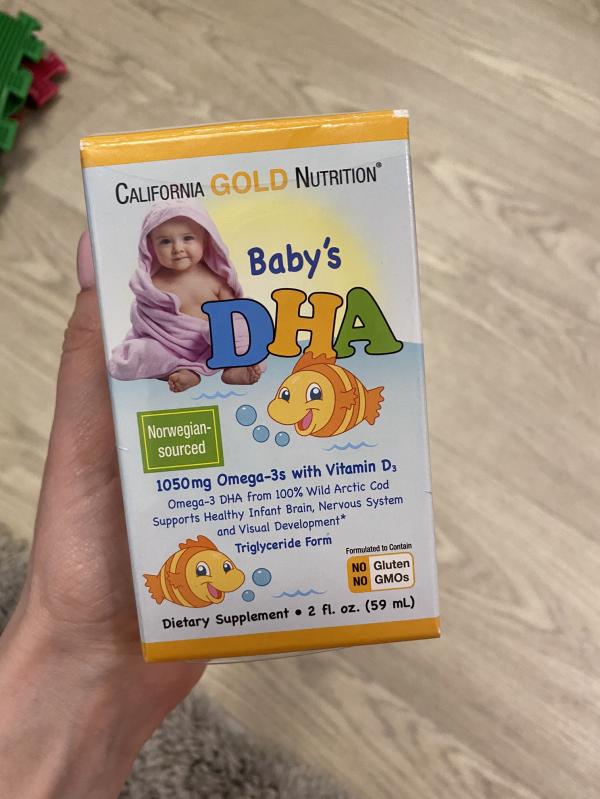 CALIFORNIA GOLD NUTRITION®
Baby's
DHA
Norwegian-
sourced
1050mg Omega-3s with Vitamin D₃
Omega-3 DHA from 100% Wild Arctic Cod
Supports Healthy Infant Brain, Nervous System
and Visual Development*
Triglyceride Form
Formulated to Contain
NO Gluten
NO GMOs
Dietary Supplement • 2 fl. oz. (59 mL)